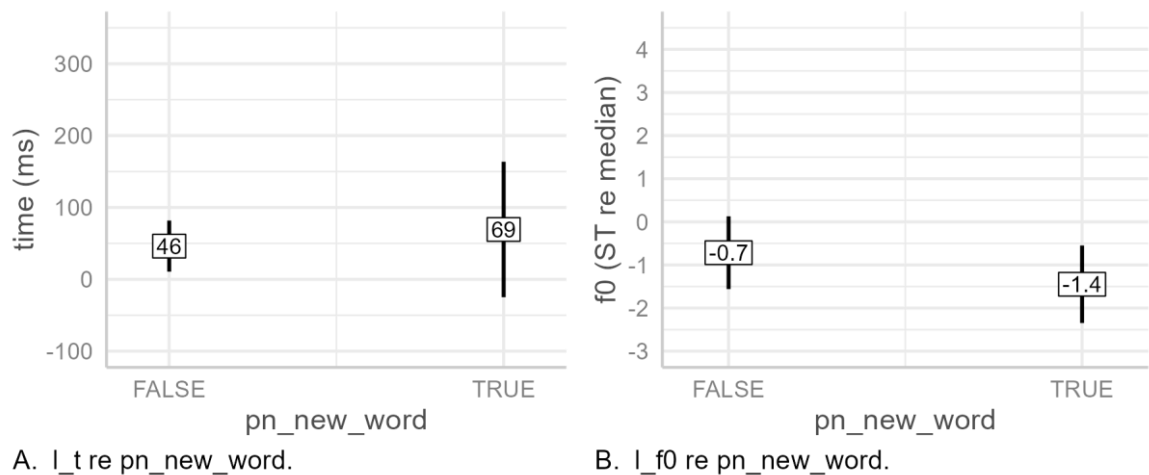 time (ms)
300
200
100
0
-100
46
69
FALSE
TRUE
pn_new_word
A. l_t re pn_new_word.
f0 (ST re median)
4
3
2
1
0
-1
-2
-3
-0.7
-1.4
FALSE
TRUE
pn_new_word
B. l_f0 re pn_new_word.